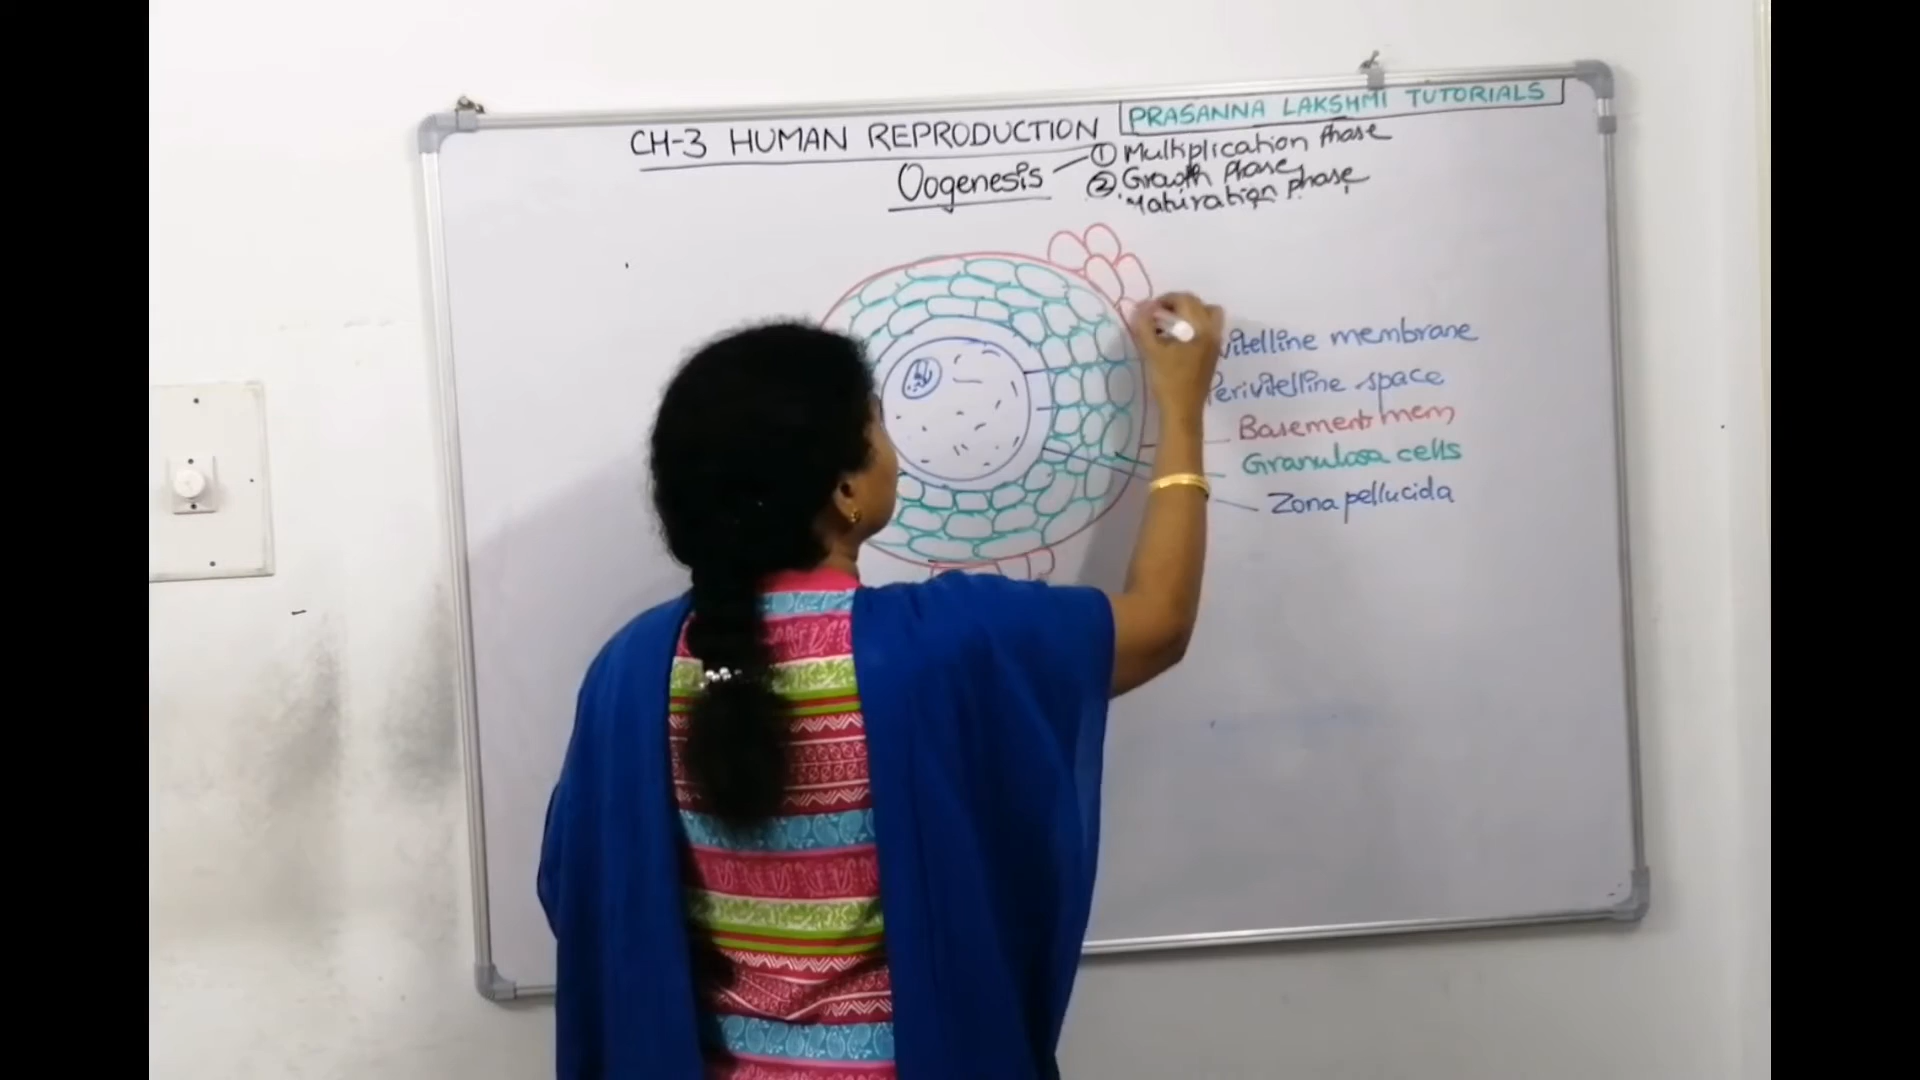 PRASANNA LAKSHMI TUTORIALS
CH-3 HUMAN REPRODUCTION
Oogenesis
① Multiplication Phase
② Growth Phase
Maturation phase
vitelline membrane
Perivitelline space
Basement mem
Granulosa cells
Zona pellucida